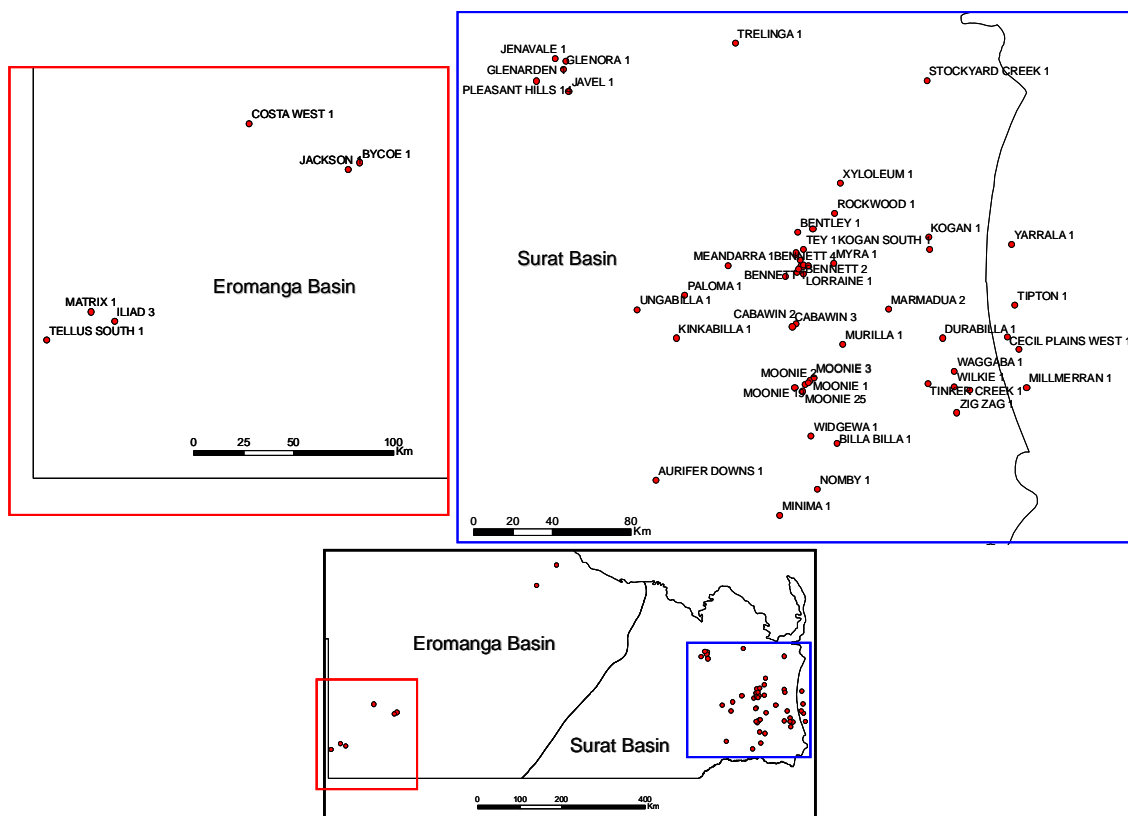 COSTA WEST 1
BYCOE 1
JACKSON 1
Eromanga Basin
MATRIX 1
ILIAD 3
TELLUS SOUTH 1
0 25 50 100
Km
TRELINGA 1
JENAVALE 1
GLENORA 1
GLENARDEN 1
STOCKYARD CREEK 1
PLEASANT HILLS 1
JAVEL 1
XYLOLEUM 1
ROCKWOOD 1
BENTLEY 1
KOGAN 1
TEY 1
KOGAN SOUTH 1
YARRALA 1
Surat Basin
MEANDARRA 1
BENNETT 4
MYRA 1
BENNETT
BENNETT 2
LORRAINE 1
PALOMA 1
UNGABILLA 1
MARMADUA 2
TIPTON 1
CABAWIN 2
CABAWIN 3
KINKABILLA 1
MURILLA 1
DURABILLA 1
CECIL PLAINS WEST 1
WAGGABA 1
MOONIE 2
MOONIE 3
MOONIE 1
WILKIE 1
MILLMERRAN 1
MOONIE
TINKER CREEK 1
MOONIE 25
ZIG ZAG 1
WIDGEWA 1
BILLA BILLA 1
AURIFER DOWNS 1
NOMBY 1
MINIMA 1
0 20 40 80
Km
Eromanga Basin
Surat Basin
0 100 200 400
Km